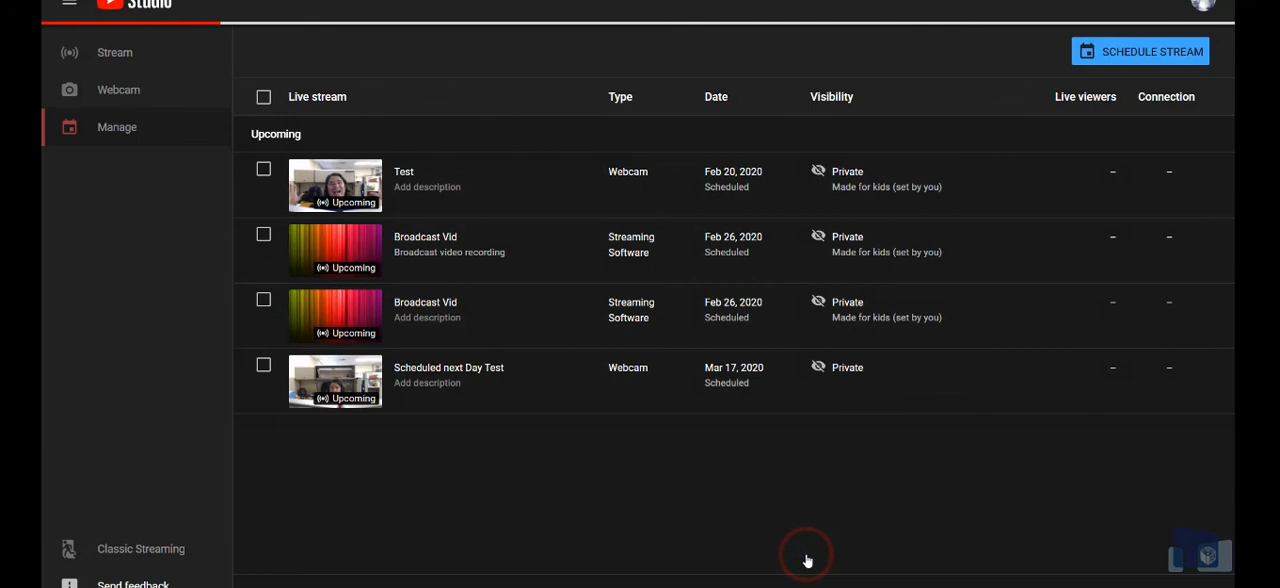 Studio
Stream
Webcam
Manage
SCHEDULE STREAM
Live stream Type Date Visibility Live viewers Connection
Upcoming
Test Webcam Feb 20, 2020 Private – –
Add description Scheduled Made for kids (set by you)
Upcoming
Broadcast Vid Streaming Feb 26, 2020 Private – –
Broadcast video recording Software Scheduled Made for kids (set by you)
Upcoming
Broadcast Vid Streaming Feb 26, 2020 Private – –
Add description Software Scheduled Made for kids (set by you)
Upcoming
Scheduled next Day Test Webcam Mar 17, 2020 Private – –
Add description Scheduled
Upcoming
Classic Streaming
Send feedback